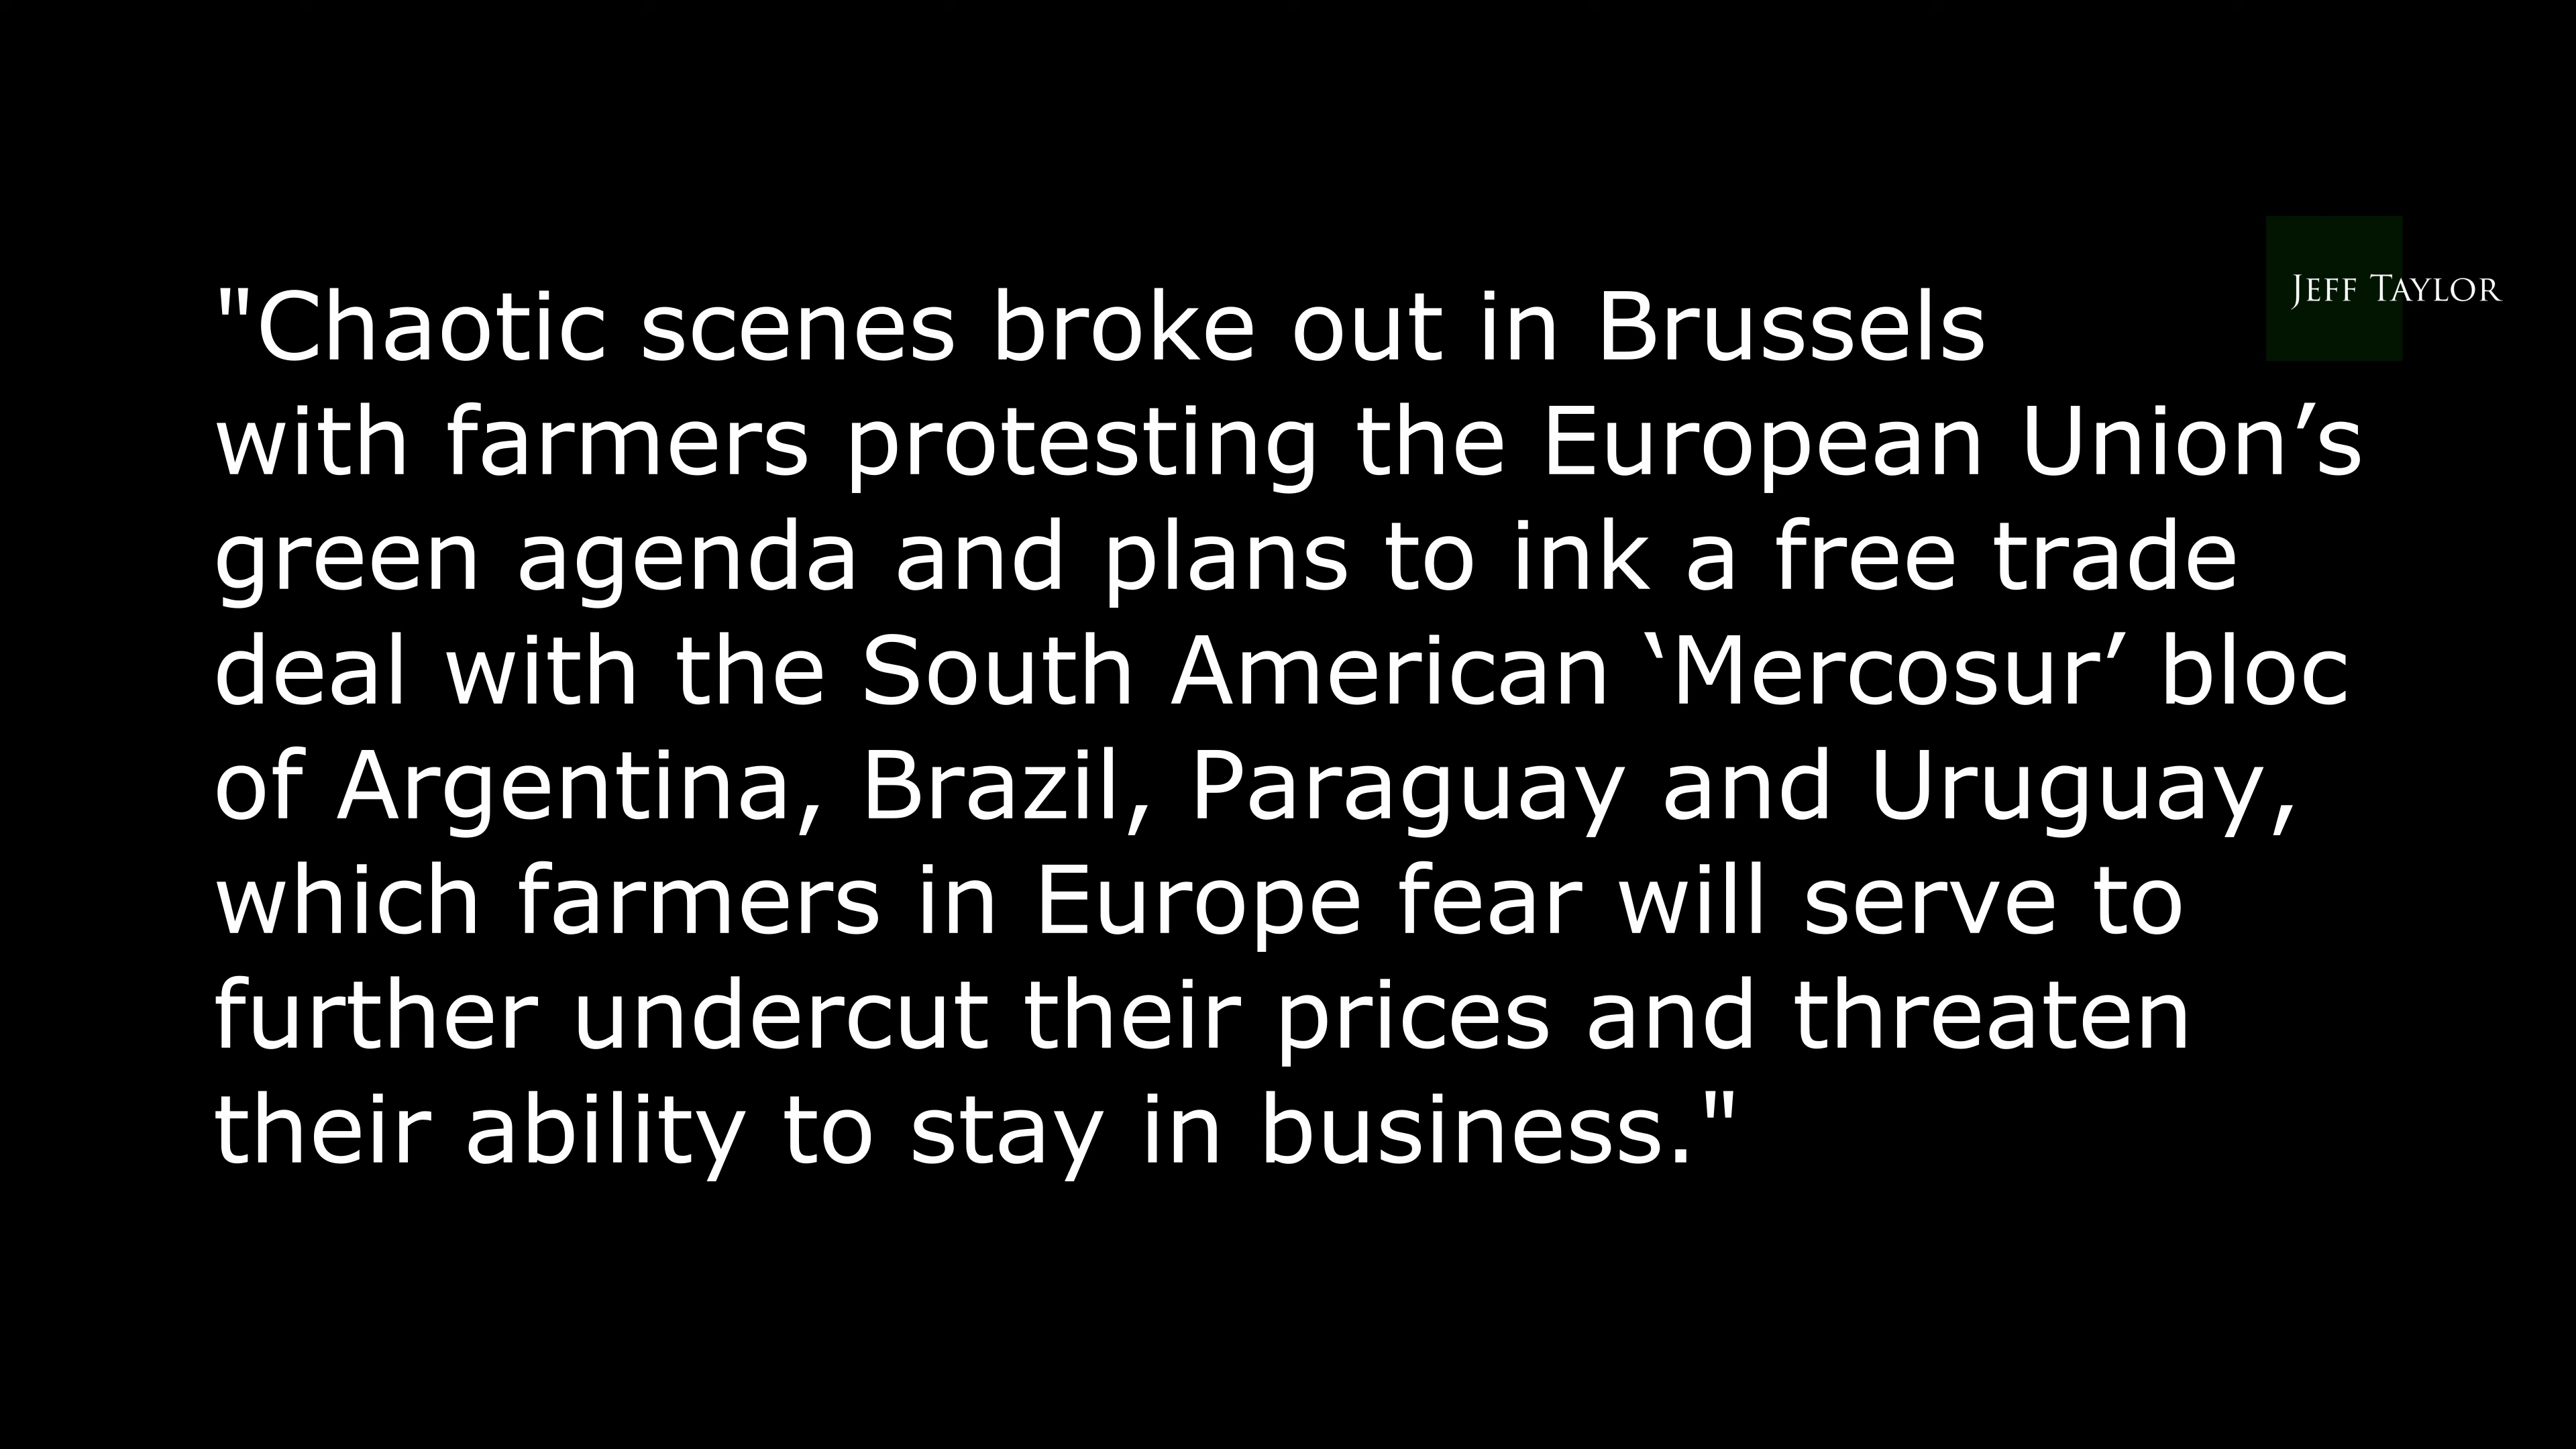 Jeff Taylor
"Chaotic scenes broke out in Brussels
with farmers protesting the European Union’s
green agenda and plans to ink a free trade
deal with the South American ‘Mercosur’ bloc
of Argentina, Brazil, Paraguay and Uruguay,
which farmers in Europe fear will serve to
further undercut their prices and threaten
their ability to stay in business."